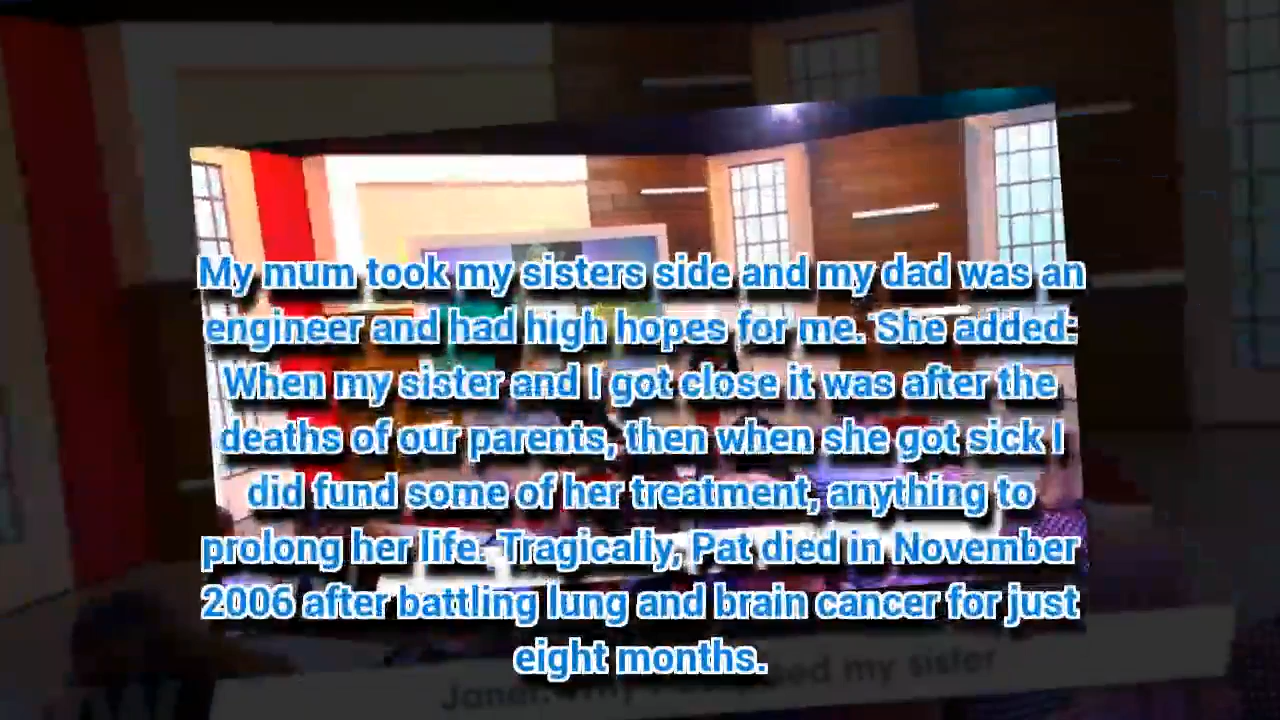 My mum took my sisters side and my dad was an
engineer and had high hopes for me. She added:
When my sister and I got close it was after the
deaths of our parents, then when she got sick I
did fund some of her treatment, anything to
prolong her life. Tragically, Pat died in November
2006 after battling lung and brain cancer for just
eight months.
my sister